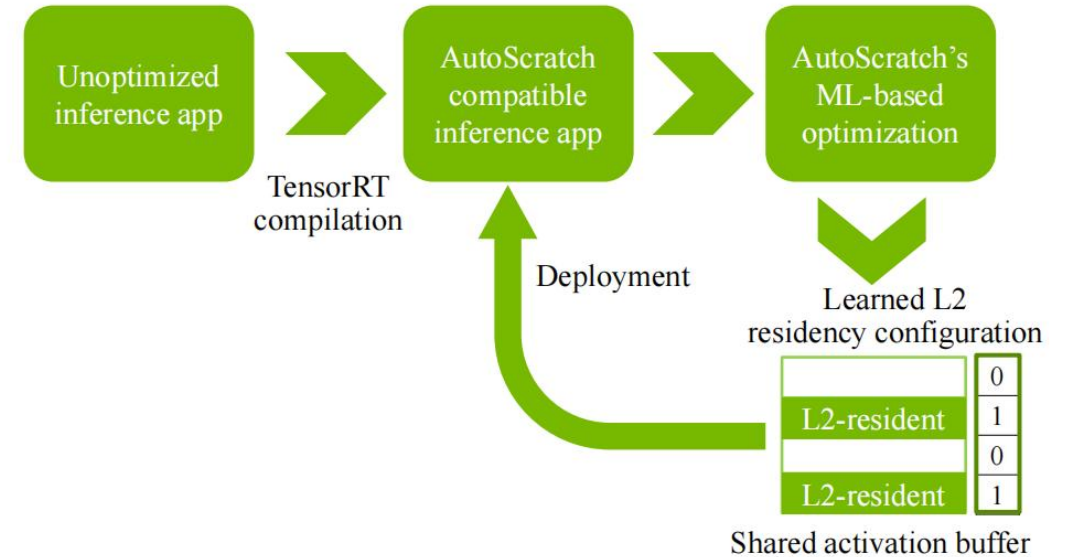 Unoptimized
inference app
TensorRT
compilation
AutoScratch
compatible
inference app
AutoScratch's
ML-based
optimization
Deployment
Learned L2
residency configuration
0
L2-resident 1
0
L2-resident 1
Shared activation buffer